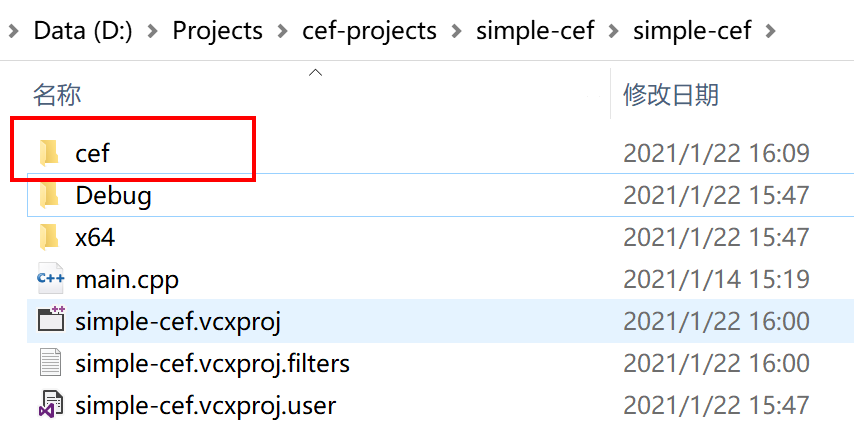 Data (D:) > Projects > cef-projects > simple-cef > simple-cef >
名称 修改日期
cef 2021/1/22 16:09
Debug 2021/1/22 15:47
x64 2021/1/22 15:47
C++ main.cpp 2021/1/14 15:19
simple-cef.vcxproj 2021/1/22 16:00
simple-cef.vcxproj.filters 2021/1/22 16:00
simple-cef.vcxproj.user 2021/1/22 15:47